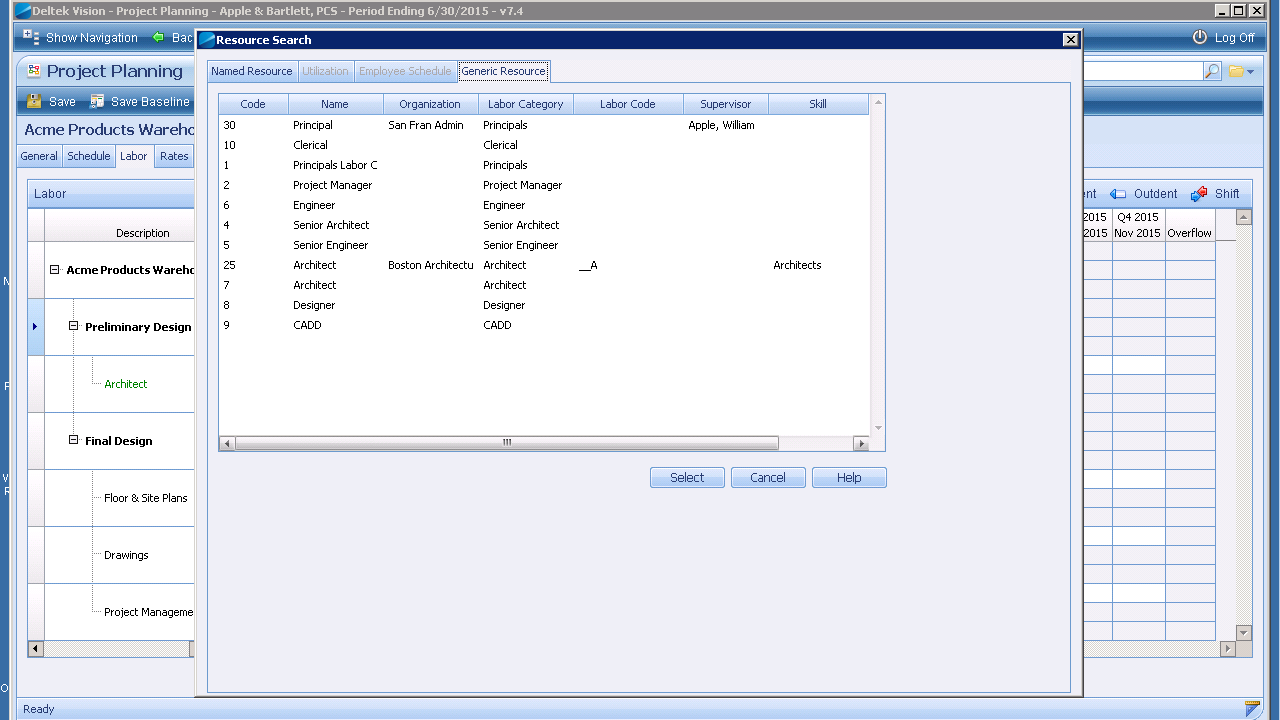 Deltek Vision - Project Planning - Apple & Bartlett, PCS - Period Ending 6/30/2015 - v7.4
Show Navigation Bac Log Off
Resource Search
Project Planning
Named Resource Utilization Employee Schedule Generic Resource
Save Save Baseline
Acme Products Wareho
General Schedule Labor Rates
Code Name Organization Labor Category Labor Code Supervisor Skill
30 Principal San Fran Admin Principals Apple, William
10 Clerical Clerical
1 Principals Labor C Principals
2 Project Manager Project Manager
6 Engineer Engineer
4 Senior Architect Senior Architect
5 Senior Engineer Senior Engineer
25 Architect Boston Architectu Architect __A Architects
7 Architect Architect
8 Designer Designer
9 CADD CADD
Select Cancel Help
Labor
nt Outdent Shift
2015 Q4 2015
2015 Nov 2015 Overflow
Description
Acme Products Wareho
Preliminary Design
Architect
Final Design
Floor & Site Plans
Drawings
Project Manageme
Ready